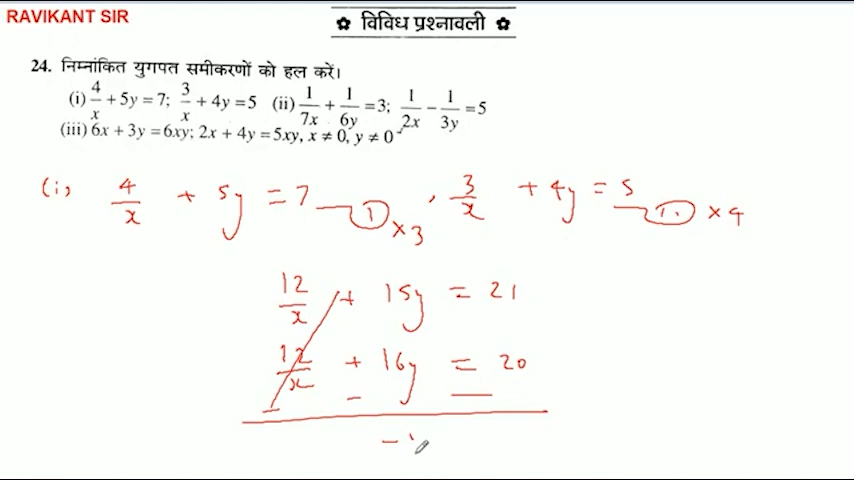 RAVIKANT SIR
✿ विविध प्रश्नावली ✿
24. निम्नांकित युगपत समीकरणों को हल करें।
(i) 4/x + 5y = 7; 3/x + 4y = 5 (ii) 1/7x + 1/6y = 3; 1/2x − 1/3y = 5
(iii) 6x + 3y = 6xy; 2x + 4y = 5xy, x ≠ 0, y ≠ 0
(i) 4/x + 5y = 7 — (i) ×3 , 3/x + 4y = 5 — (ii) ×4
12/x + 15y = 21
12/x + 16y = 20
− − −
−